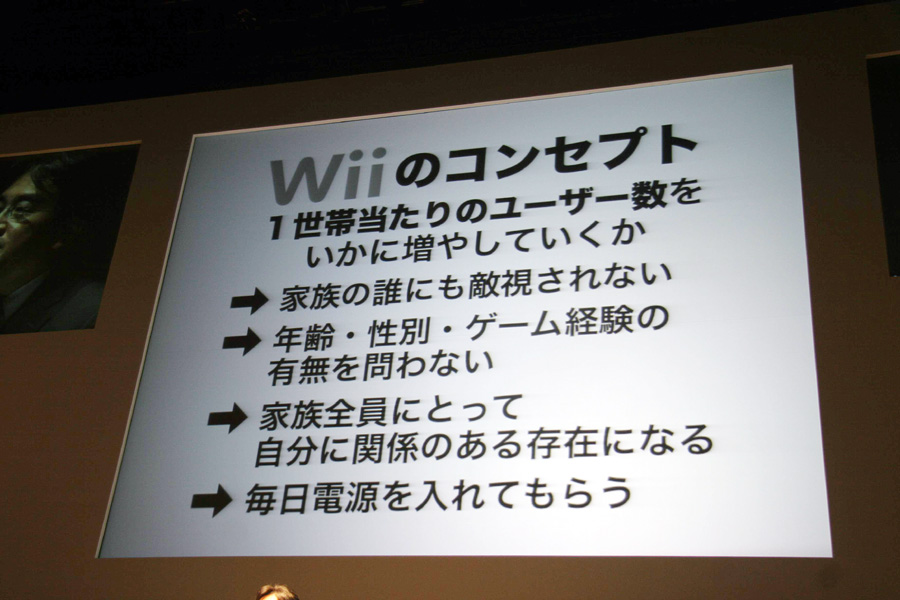 Wiiのコンセプト
1世帯当たりのユーザー数を
いかに増やしていくか
➡ 家族の誰にも敵視されない
➡ 年齢・性別・ゲーム経験の
有無を問わない
➡ 家族全員にとって
自分に関係のある存在になる
➡ 毎日電源を入れてもらう